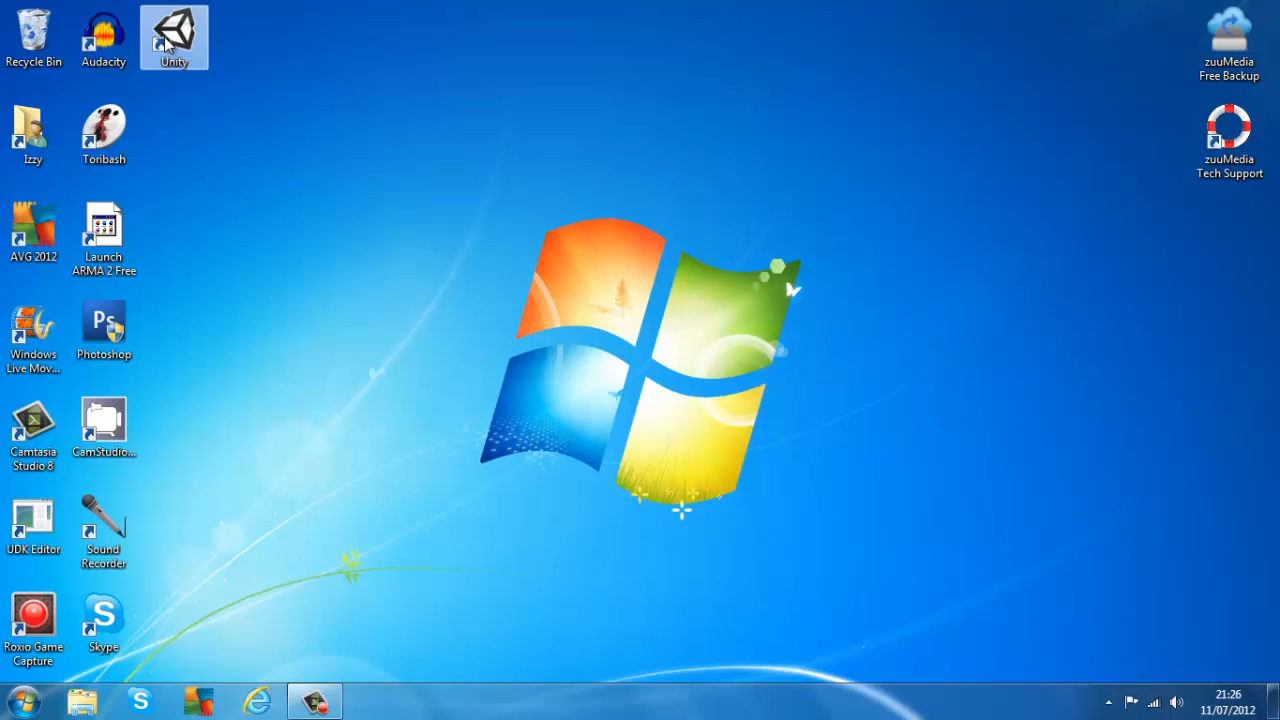 Recycle Bin
Audacity
Unity
zuuMedia
Free Backup
Izzy
Toribash
zuuMedia
Tech Support
AVG 2012
Launch
ARMA 2 Free
Ps
Windows
Live Mov...
Photoshop
Camtasia
Studio 8
CamStudio...
UDK Editor
Sound
Recorder
Roxio Game
Capture
Skype
21:26
11/07/2012